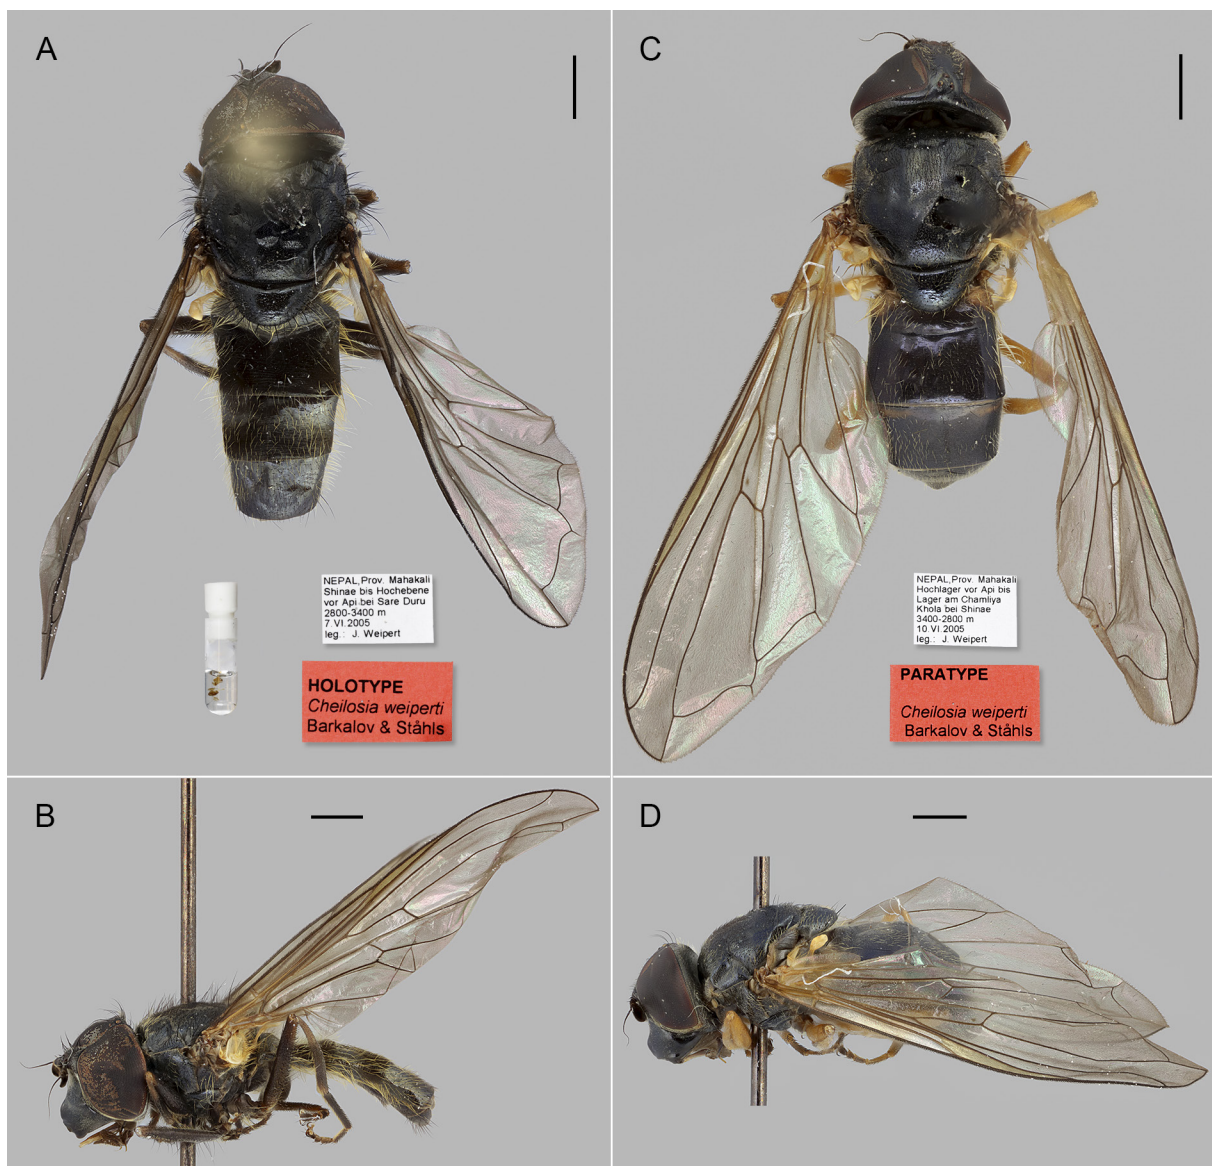 A
NEPAL,Prov. Mahakali
Shinae bis Hochebene
vor Api bei Sare Duru
2800-3400 m
7.VI.2005
leg.: J. Weipert
HOLOTYPE
Cheilosia weiperti
Barkalov & Ståhls
C
NEPAL,Prov. Mahakali
Hochlager vor Api bis
Lager am Chamliya
Khola bei Shinae
3400-2800 m
10.VI.2005
leg.: J. Weipert
PARATYPE
Cheilosia weiperti
Barkalov & Ståhls
B
D